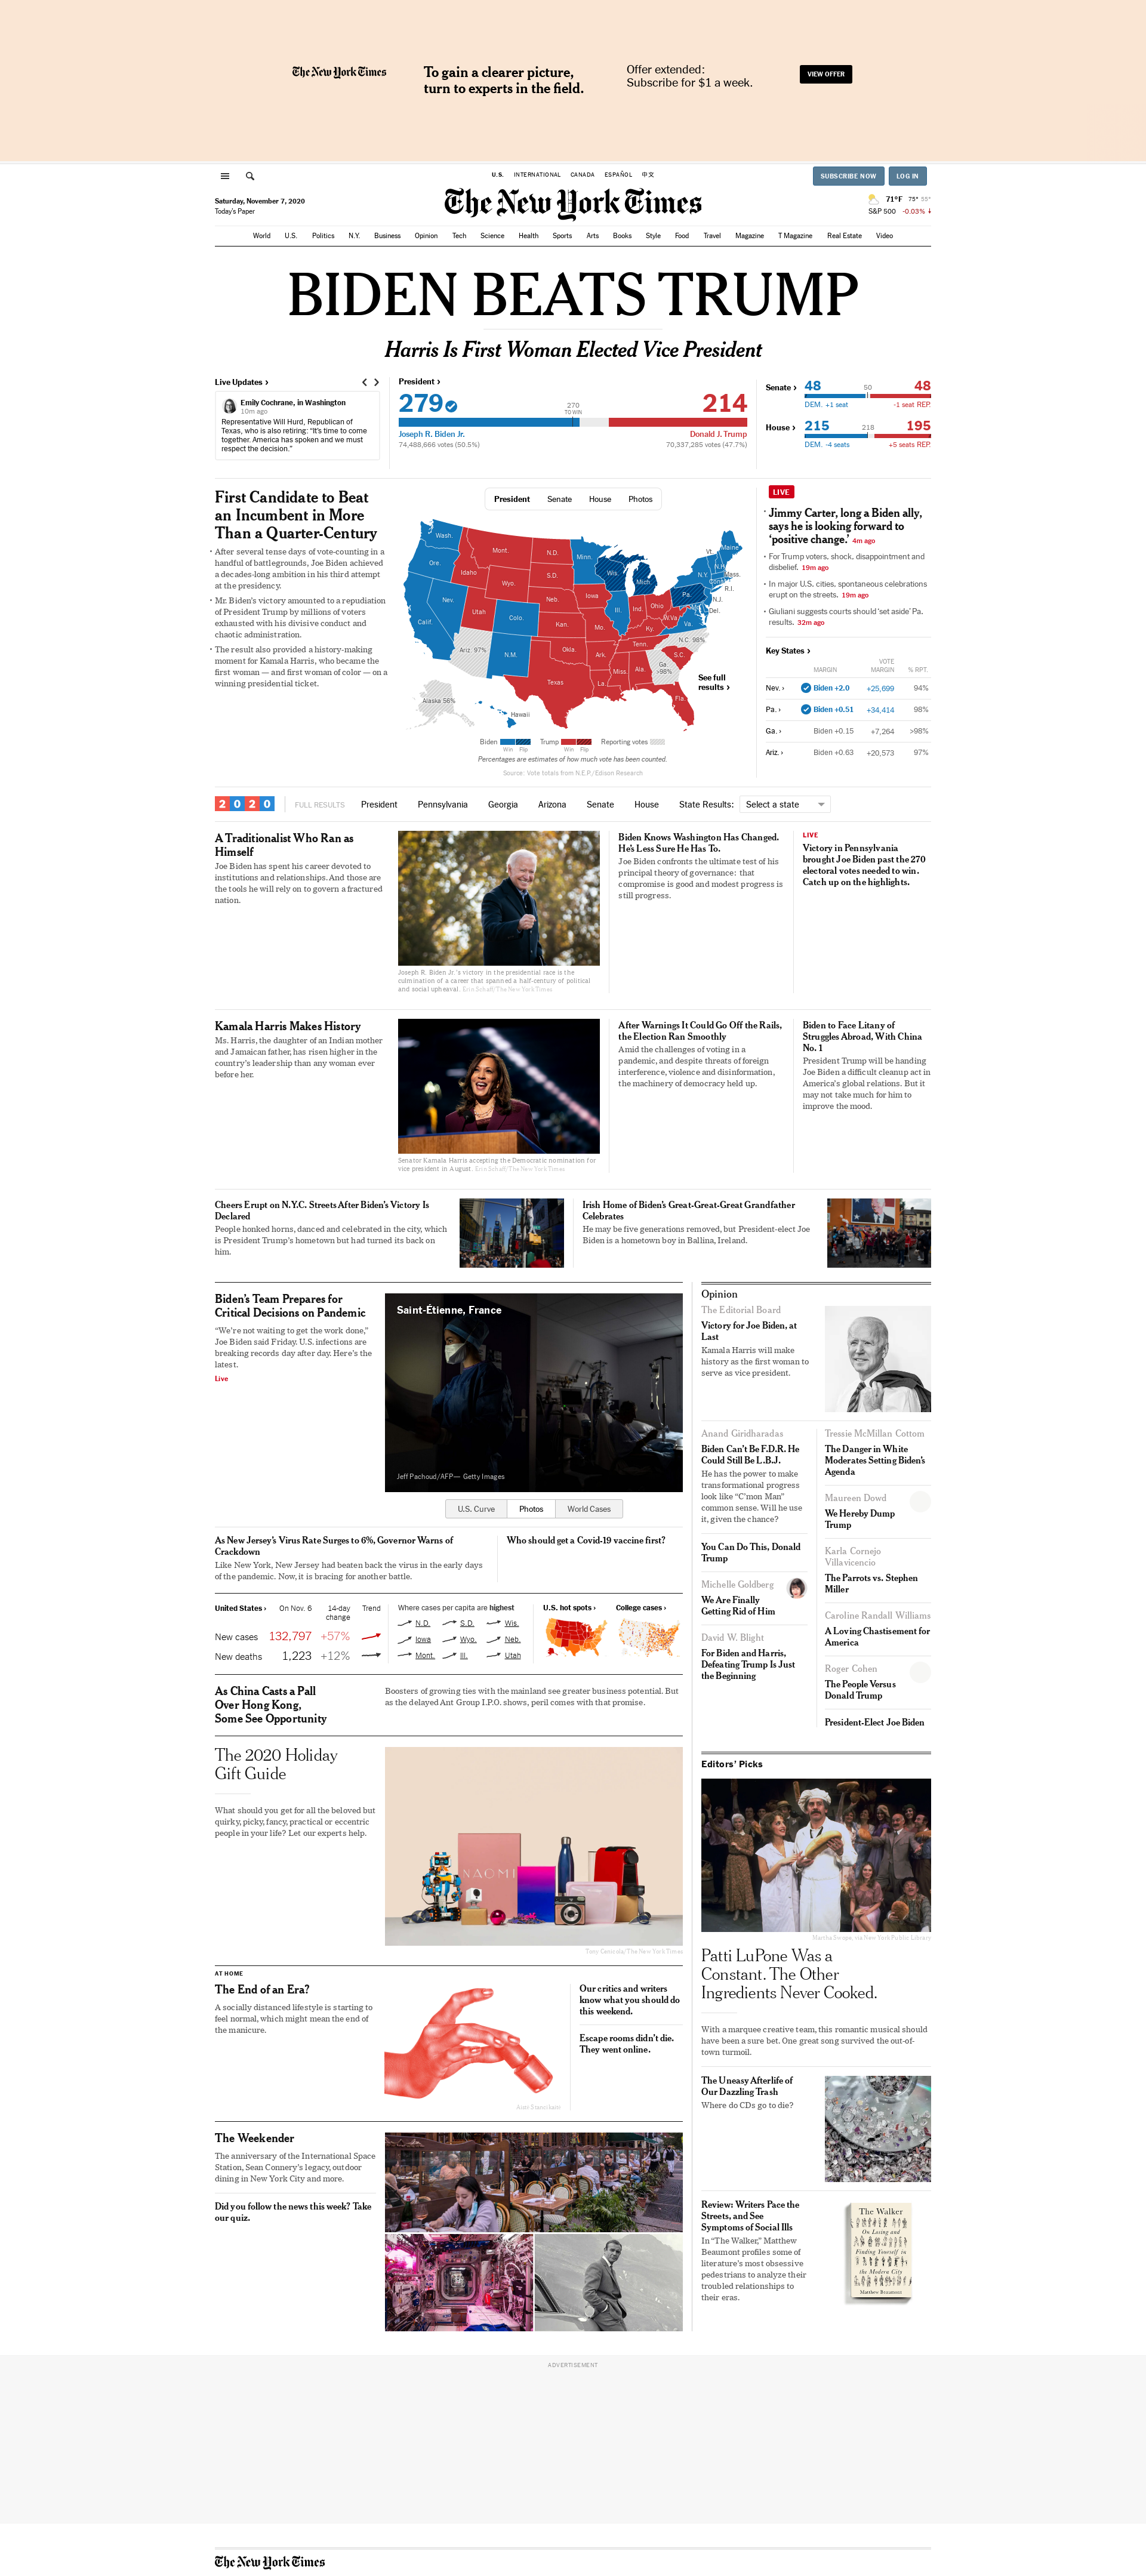 The New York Times
To gain a clearer picture,
turn to experts in the field.
Offer extended:
Subscribe for $1 a week.
VIEW OFFER
U.S.
INTERNATIONAL
CANADA
ESPAÑOL
中文
SUBSCRIBE NOW
LOG IN
Saturday, November 7, 2020
Today's Paper
The New York Times
71°F 75° 55°
S&P 500 -0.03%
World U.S. Politics N.Y. Business Opinion Tech Science Health Sports Arts Books Style Food Travel Magazine T Magazine Real Estate Video
BIDEN BEATS TRUMP
Harris Is First Woman Elected Vice President
Live Updates ›
Emily Cochrane, in Washington
10m ago
Representative Will Hurd, Republican of
Texas, who is also retiring: “It's time to come
together. America has spoken and we must
respect the decision.”
President ›
279
270
TO WIN
214
Joseph R. Biden Jr.
Donald J. Trump
74,488,666 votes (50.5%)
70,337,285 votes (47.7%)
Senate › 48 50 48
DEM. +1 seat -1 seat REP.
House › 215 218 195
DEM. -4 seats +5 seats REP.
First Candidate to Beat
an Incumbent in More
Than a Quarter-Century
• After several tense days of vote-counting in a
handful of battlegrounds, Joe Biden achieved
a decades-long ambition in his third attempt
at the presidency.
• Mr. Biden's victory amounted to a repudiation
of President Trump by millions of voters
exhausted with his divisive conduct and
chaotic administration.
• The result also provided a history-making
moment for Kamala Harris, who became the
first woman — and first woman of color — on a
winning presidential ticket.
President Senate House Photos
Wash.
Mont.
N.D.
Minn.
Vt.
Maine
Ore.
Idaho
S.D.
Wis.
Mich.
N.Y.
N.H.
Mass.
Conn.
R.I.
Wyo.
Nev.
Neb.
Iowa
Pa.
N.J.
Utah
Colo.
Ill.
Ind.
Ohio
Del.
Calif.
Kan.
Mo.
Ky.
W.Va.
Va.
Ariz. 97%
N.M.
Okla.
Ark.
Tenn.
N.C. 98%
Texas
La.
Miss.
Ala.
Ga.
>98%
S.C.
Fla.
Alaska 56%
Hawaii
See full
results ›
Biden
Trump
Reporting votes
Win Flip
Win Flip
Percentages are estimates of how much vote has been counted.
Source: Vote totals from N.E.P./Edison Research
LIVE
• Jimmy Carter, long a Biden ally,
says he is looking forward to
‘positive change.’ 4m ago
• For Trump voters, shock, disappointment and
disbelief. 19m ago
• In major U.S. cities, spontaneous celebrations
erupt on the streets. 19m ago
• Giuliani suggests courts should ‘set aside’ Pa.
results. 32m ago
Key States ›
MARGIN VOTE MARGIN % RPT.
Nev. › Biden +2.0 +25,699 94%
Pa. › Biden +0.51 +34,414 98%
Ga. › Biden +0.15 +7,264 >98%
Ariz. › Biden +0.63 +20,573 97%
2020
FULL RESULTS President Pennsylvania Georgia Arizona Senate House State Results: Select a state
A Traditionalist Who Ran as
Himself
Joe Biden has spent his career devoted to
institutions and relationships. And those are
the tools he will rely on to govern a fractured
nation.
Joseph R. Biden Jr.'s victory in the presidential race is the
culmination of a career that spanned a half-century of political
and social upheaval. Erin Schaff/The New York Times
Biden Knows Washington Has Changed.
He's Less Sure He Has To.
Joe Biden confronts the ultimate test of his
principal theory of governance: that
compromise is good and modest progress is
still progress.
LIVE
Victory in Pennsylvania
brought Joe Biden past the 270
electoral votes needed to win.
Catch up on the highlights.
Kamala Harris Makes History
Ms. Harris, the daughter of an Indian mother
and Jamaican father, has risen higher in the
country's leadership than any woman ever
before her.
Senator Kamala Harris accepting the Democratic nomination for
vice president in August. Erin Schaff/The New York Times
After Warnings It Could Go Off the Rails,
the Election Ran Smoothly
Amid the challenges of voting in a
pandemic, and despite threats of foreign
interference, violence and disinformation,
the machinery of democracy held up.
Biden to Face Litany of
Struggles Abroad, With China
No. 1
President Trump will be handing
Joe Biden a difficult cleanup act in
America's global relations. But it
may not take much for him to
improve the mood.
Cheers Erupt on N.Y.C. Streets After Biden's Victory Is
Declared
People honked horns, danced and celebrated in the city, which
is President Trump's hometown but had turned its back on
him.
Irish Home of Biden's Great-Great-Great Grandfather
Celebrates
He may be five generations removed, but President-elect Joe
Biden is a hometown boy in Ballina, Ireland.
Biden's Team Prepares for
Critical Decisions on Pandemic
“We're not waiting to get the work done,”
Joe Biden said Friday. U.S. infections are
breaking records day after day. Here's the
latest.
Live
Saint-Étienne, France
Jeff Pachoud/AFP— Getty Images
U.S. Curve Photos World Cases
As New Jersey's Virus Rate Surges to 6%, Governor Warns of
Crackdown
Like New York, New Jersey had beaten back the virus in the early days
of the pandemic. Now, it is bracing for another battle.
Who should get a Covid-19 vaccine first?
United States › On Nov. 6 14-day change Trend
New cases 132,797 +57%
New deaths 1,223 +12%
Where cases per capita are highest
N.D. S.D. Wis.
Iowa Wyo. Neb.
Mont. Ill. Utah
U.S. hot spots ›
College cases ›
As China Casts a Pall
Over Hong Kong,
Some See Opportunity
Boosters of growing ties with the mainland see greater business potential. But
as the delayed Ant Group I.P.O. shows, peril comes with that promise.
The 2020 Holiday
Gift Guide
What should you get for all the beloved but
quirky, picky, fancy, practical or eccentric
people in your life? Let our experts help.
NAOMI
Tony Cenicola/The New York Times
AT HOME
The End of an Era?
A socially distanced lifestyle is starting to
feel normal, which might mean the end of
the manicure.
Our critics and writers
know what you should do
this weekend.
Escape rooms didn't die.
They went online.
The Weekender
The anniversary of the International Space
Station, Sean Connery's legacy, outdoor
dining in New York City and more.
Did you follow the news this week? Take
our quiz.
Opinion
The Editorial Board
Victory for Joe Biden, at
Last
Kamala Harris will make
history as the first woman to
serve as vice president.
Anand Giridharadas
Biden Can't Be F.D.R. He
Could Still Be L.B.J.
He has the power to make
transformational progress
look like “C'mon Man”
common sense. Will he use
it, given the chance?
You Can Do This, Donald
Trump
Michelle Goldberg
We Are Finally
Getting Rid of Him
David W. Blight
For Biden and Harris,
Defeating Trump Is Just
the Beginning
Tressie McMillan Cottom
The Danger in White
Moderates Setting Biden's
Agenda
Maureen Dowd
We Hereby Dump
Trump
Karla Cornejo
Villavicencio
The Parrots vs. Stephen
Miller
Caroline Randall Williams
A Loving Chastisement for
America
Roger Cohen
The People Versus
Donald Trump
President-Elect Joe Biden
Editors' Picks
Martha Swope, via New York Public Library
Patti LuPone Was a
Constant. The Other
Ingredients Never Cooked.
With a marquee creative team, this romantic musical should
have been a sure bet. One great song survived the out-of-
town turmoil.
The Uneasy Afterlife of
Our Dazzling Trash
Where do CDs go to die?
Review: Writers Pace the
Streets, and See
Symptoms of Social Ills
In “The Walker,” Matthew
Beaumont profiles some of
literature's most obsessive
pedestrians to analyze their
troubled relationships to
their eras.
The Walker
On Losing and
Finding Yourself in
the Modern City
Matthew Beaumont
ADVERTISEMENT
The New York Times